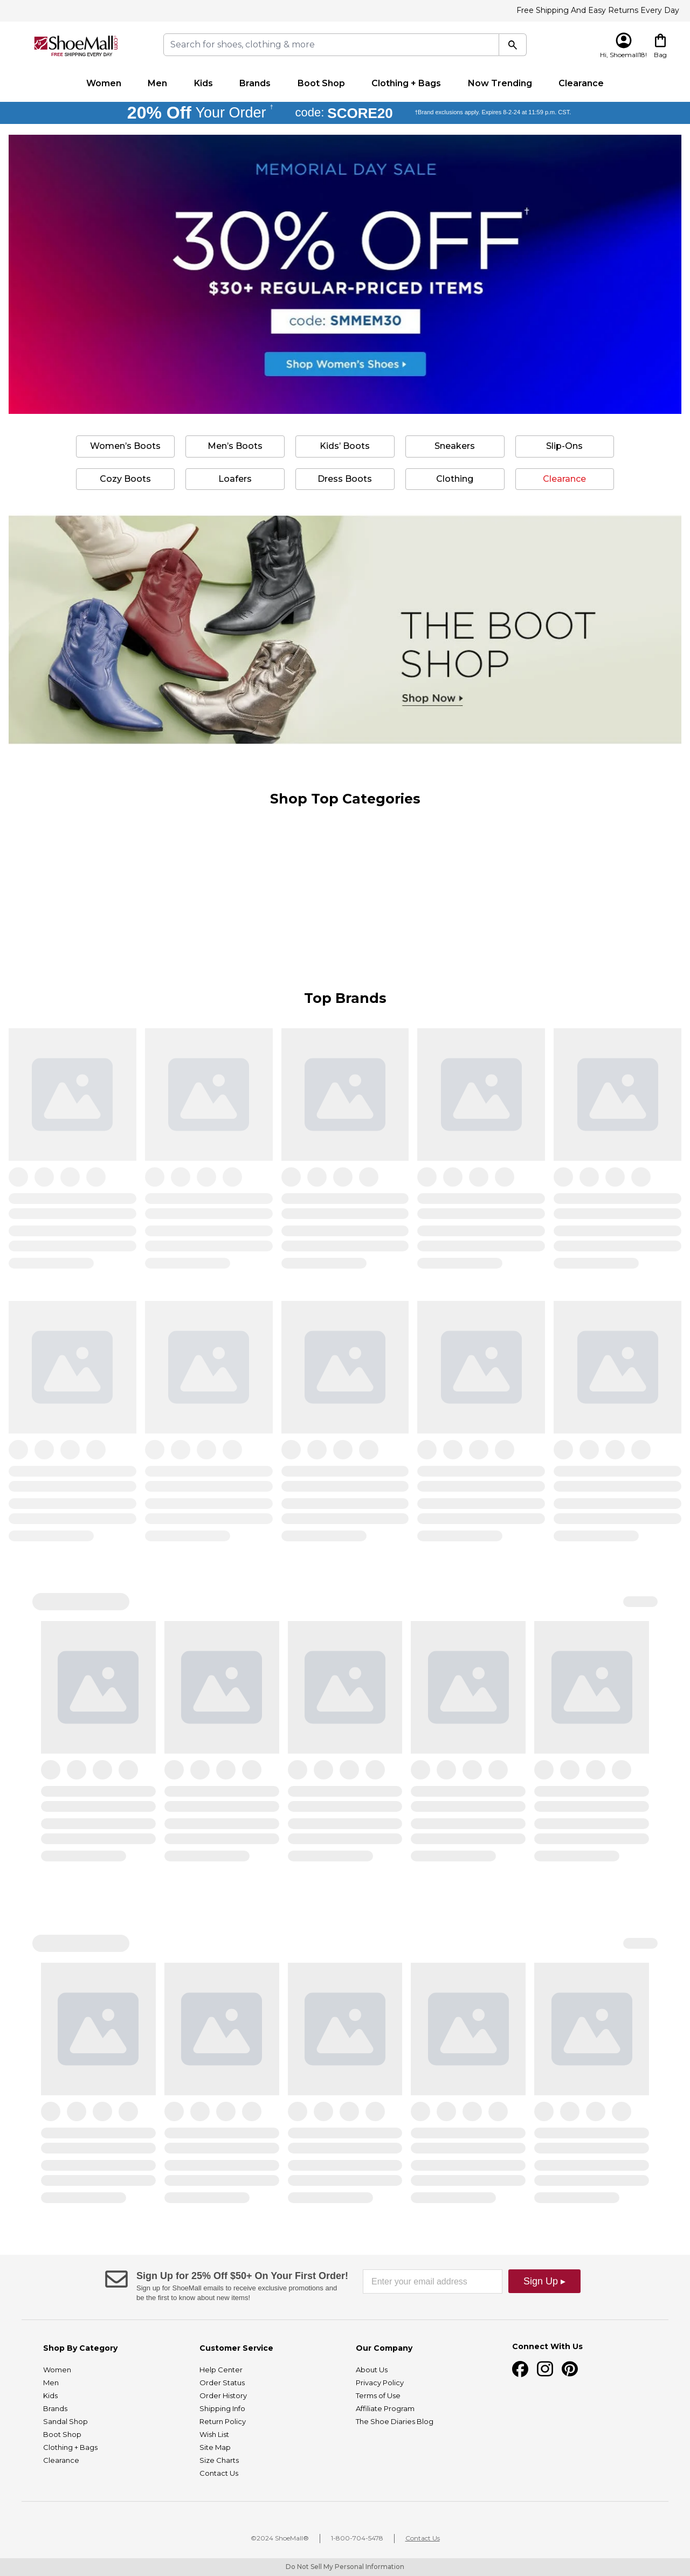 Free Shipping And Easy Returns Every Day
ShoeMall.com
FREE SHIPPING EVERY DAY
Search for shoes, clothing & more
Hi, Shoemall18!
Bag
Women
Men
Kids
Brands
Boot Shop
Clothing + Bags
Now Trending
Clearance
20% Off Your Order †
code: SCORE20
†Brand exclusions apply. Expires 8-2-24 at 11:59 p.m. CST.
MEMORIAL DAY SALE
30% OFF†
$30+ REGULAR-PRICED ITEMS
code: SMMEM30
Shop Women's Shoes
Women's Boots
Men's Boots
Kids' Boots
Sneakers
Slip-Ons
Cozy Boots
Loafers
Dress Boots
Clothing
Clearance
THE BOOT
SHOP
Shop Now
Shop Top Categories
Top Brands
Sign Up for 25% Off $50+ On Your First Order!
Sign up for ShoeMall emails to receive exclusive promotions and
be the first to know about new items!
Enter your email address
Sign Up ▸
Shop By Category
Women
Men
Kids
Brands
Sandal Shop
Boot Shop
Clothing + Bags
Clearance
Customer Service
Help Center
Order Status
Order History
Shipping Info
Return Policy
Wish List
Site Map
Size Charts
Contact Us
Our Company
About Us
Privacy Policy
Terms of Use
Affiliate Program
The Shoe Diaries Blog
Connect With Us
©2024 ShoeMall®
1-800-704-5478
Contact Us
Do Not Sell My Personal Information